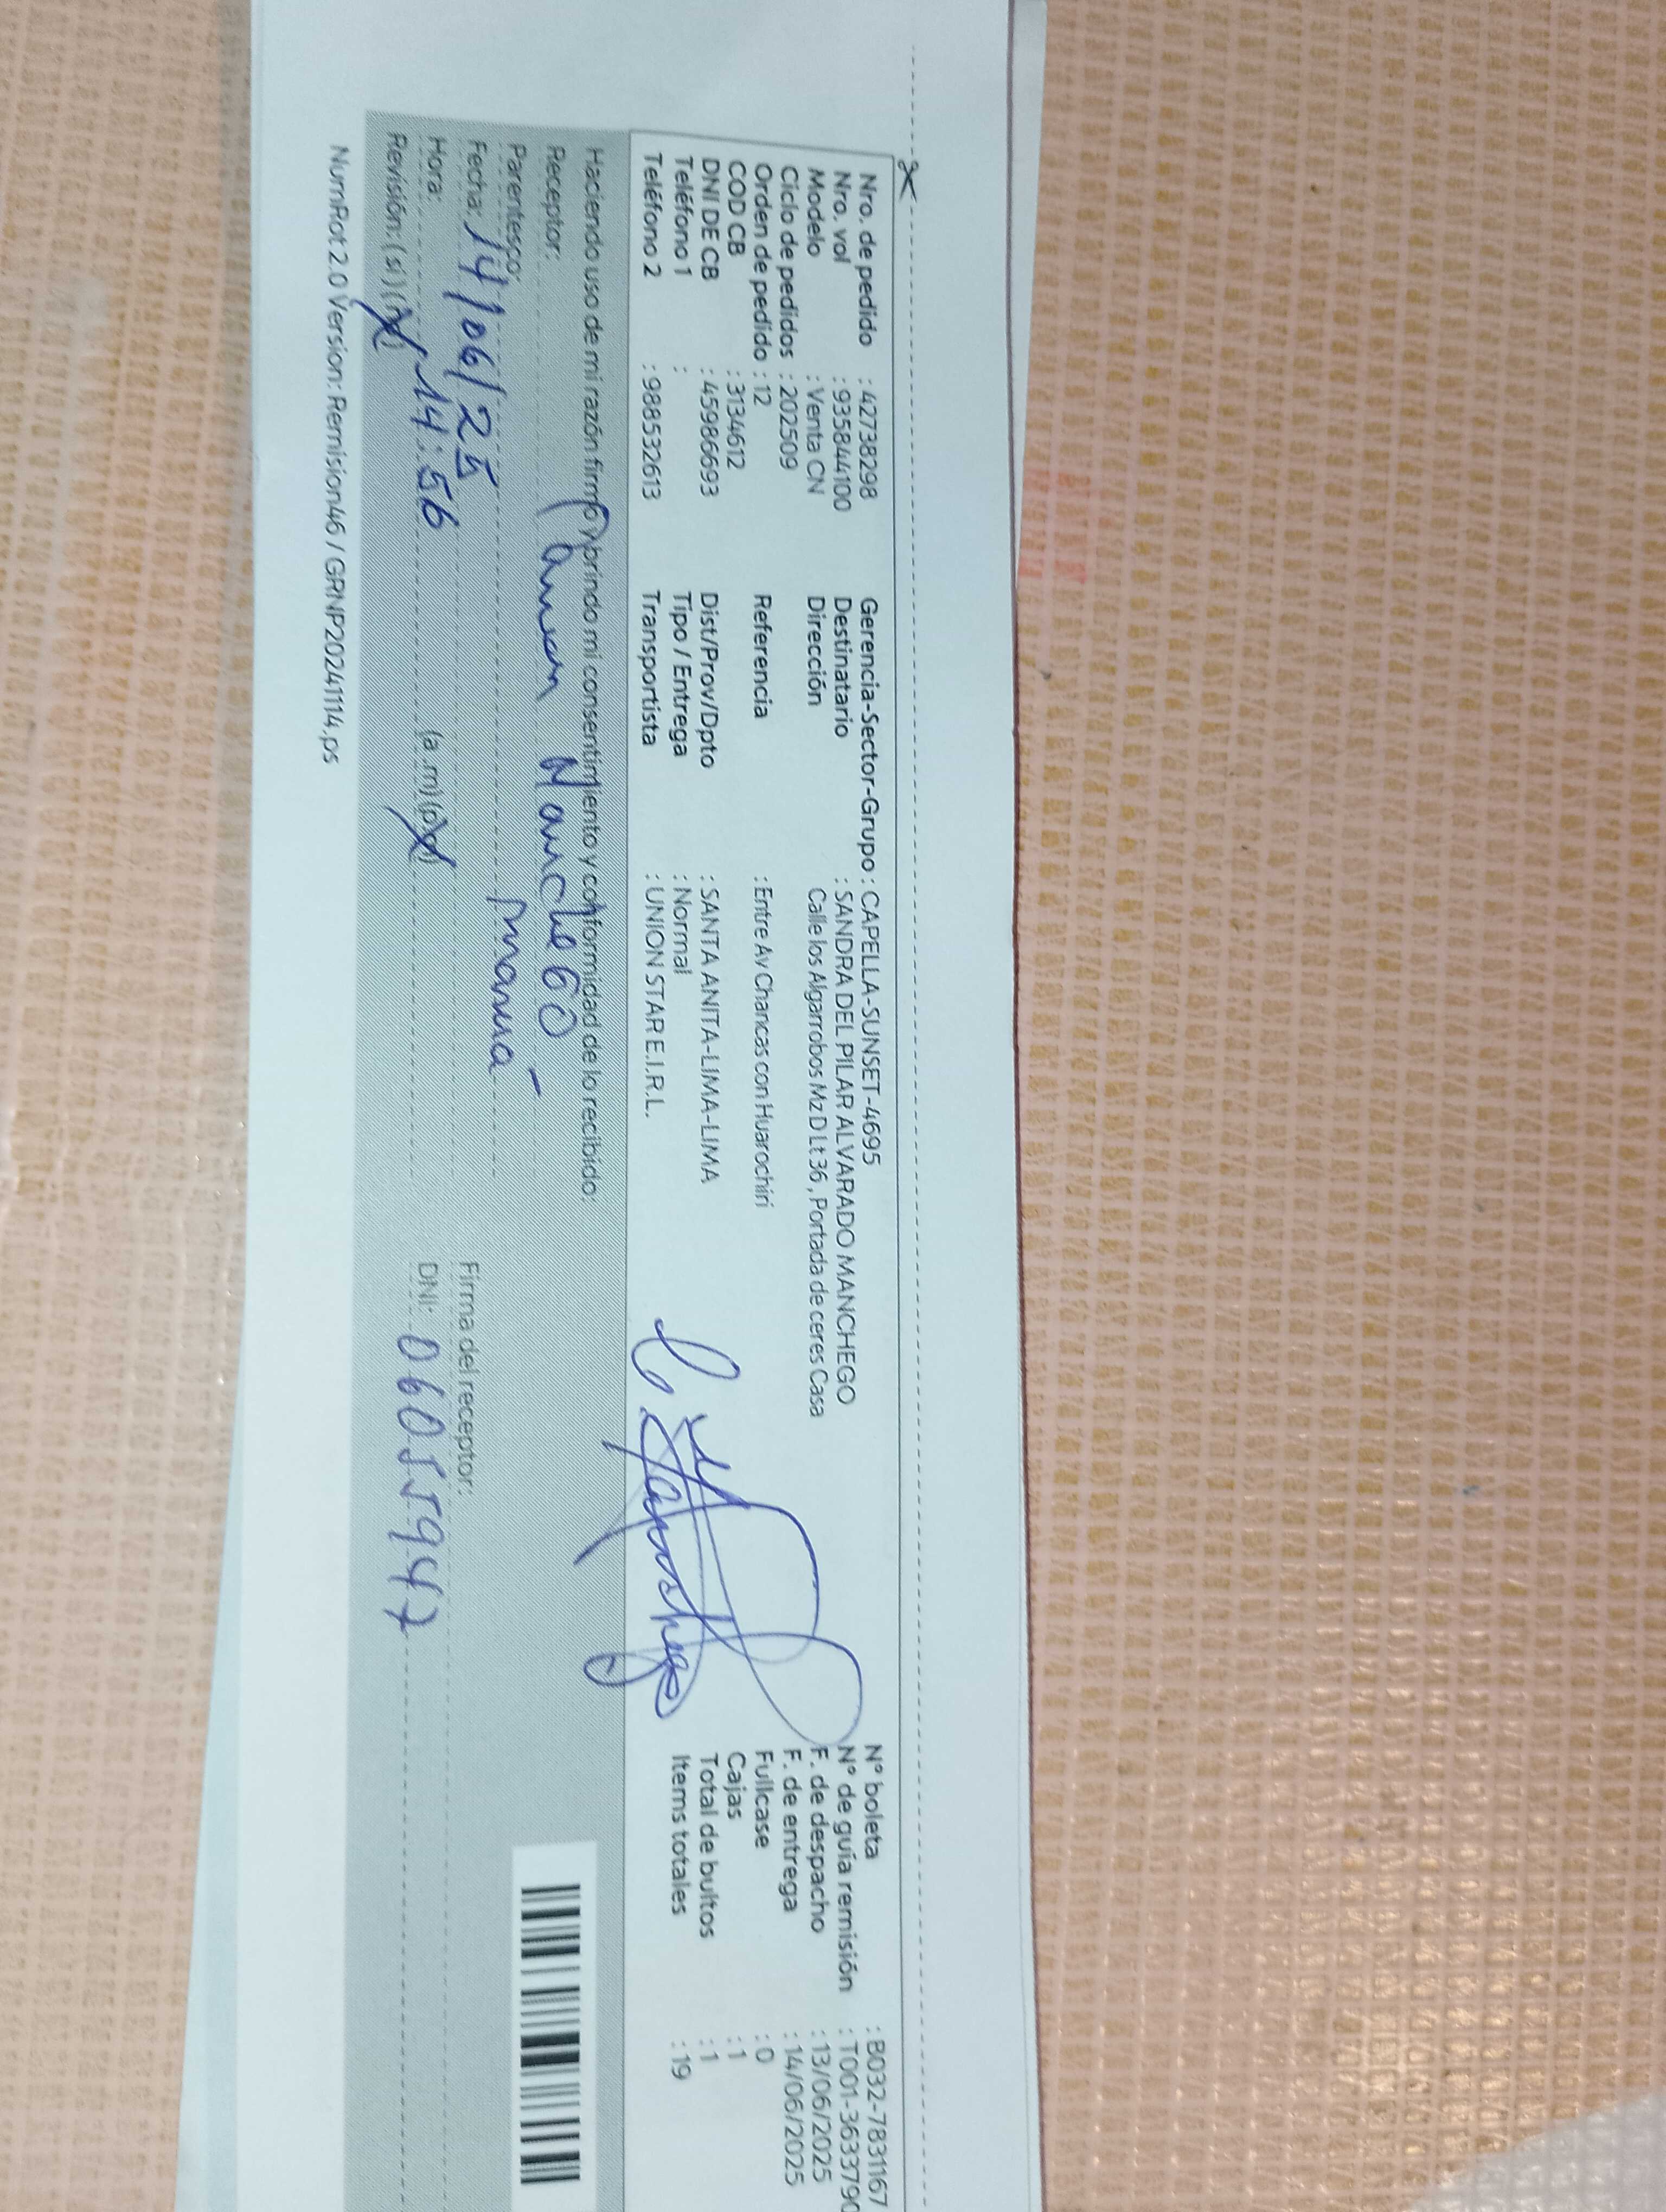 Nro. de pedido : 42738298
Nro. vol : 935844100
Modelo : Venta CN
Ciclo de pedidos : 202509
Orden de pedido : 12
COD CB : 3134612
DNI DE CB : 45986693
Teléfono 1 :
Teléfono 2 : 988532613
Gerencia-Sector-Grupo : CAPELLA-SUNSET-4695
Destinatario : SANDRA DEL PILAR ALVARADO MANCHEGO
Dirección Calle los Algarrobos Mz D Lt 36 , Portada de ceres Casa
Referencia : Entre Av Chancas con Huarochiri
Dist/Prov/Dpto : SANTA ANITA-LIMA-LIMA
Tipo / Entrega : Normal
Transportista : UNION STAR E.I.R.L.
N° boleta : B032-7831167
N° de guía remisión : T001-3633790
F. de despacho : 13/06/2025
F. de entrega : 14/06/2025
Fullcase : 0
Cajas : 1
Total de bultos : 1
Items totales : 19
Haciendo uso de mi razón firmo y brindo mi consentimiento y conformidad de lo recibido:
Receptor: Manchego
Parentesco: mamá
Fecha: 14/06/25
Hora: 14:56 (a.m)(p
Revisión: (si)(n
Firma del receptor:
DNI: 06055947
NumRot 2.0 Version: Remision46 / GRNP20241114.ps